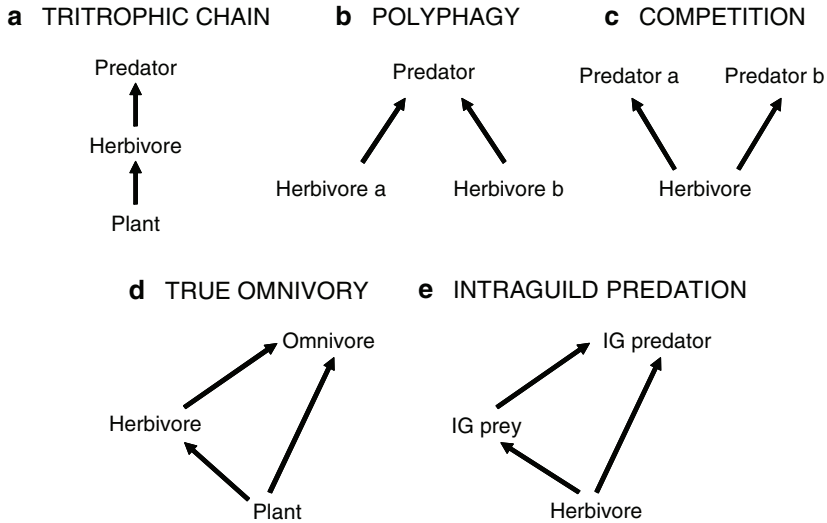 a TRITROPHIC CHAIN
Predator
Herbivore
Plant
b POLYPHAGY
Predator
Herbivore a
Herbivore b
c COMPETITION
Predator a
Predator b
Herbivore
d TRUE OMNIVORY
Omnivore
Herbivore
Plant
e INTRAGUILD PREDATION
IG predator
IG prey
Herbivore